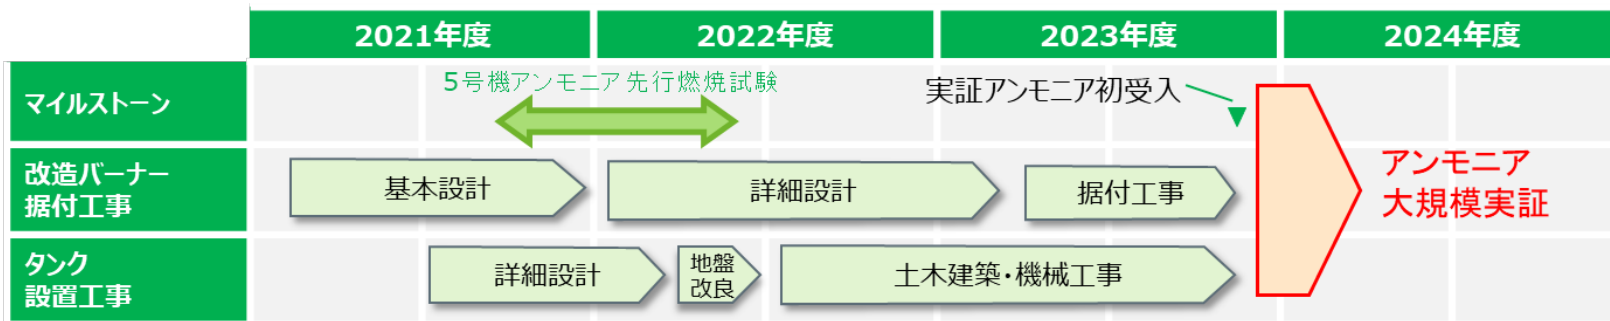 2021年度
2022年度
2023年度
2024年度
マイルストーン
5号機アンモニア先行燃焼試験
実証アンモニア初受入
改造バーナー
据付工事
基本設計
詳細設計
据付工事
アンモニア
大規模実証
タンク
設置工事
詳細設計
地盤
改良
土木建築・機械工事